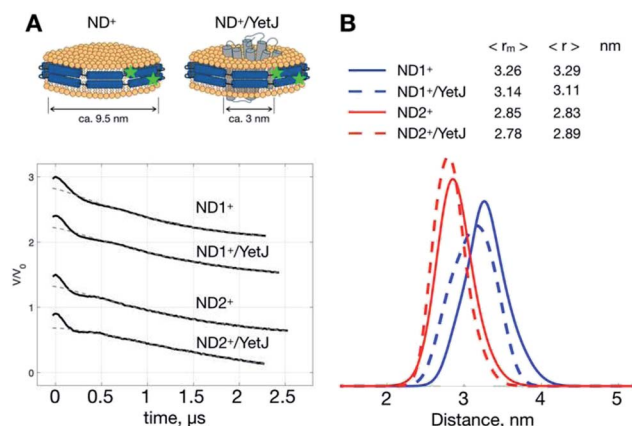 A
ND⁺
ND⁺/YetJ
ca. 9.5 nm
ca. 3 nm
3
2
1
0
V/V₀
ND1⁺
ND1⁺/YetJ
ND2⁺
ND2⁺/YetJ
0
0.5
1
1.5
2
2.5
time, μs
B
< rₘ >
< r >
nm
ND1⁺ 3.26 3.29
ND1⁺/YetJ 3.14 3.11
ND2⁺ 2.85 2.83
ND2⁺/YetJ 2.78 2.89
2
3
4
5
Distance, nm